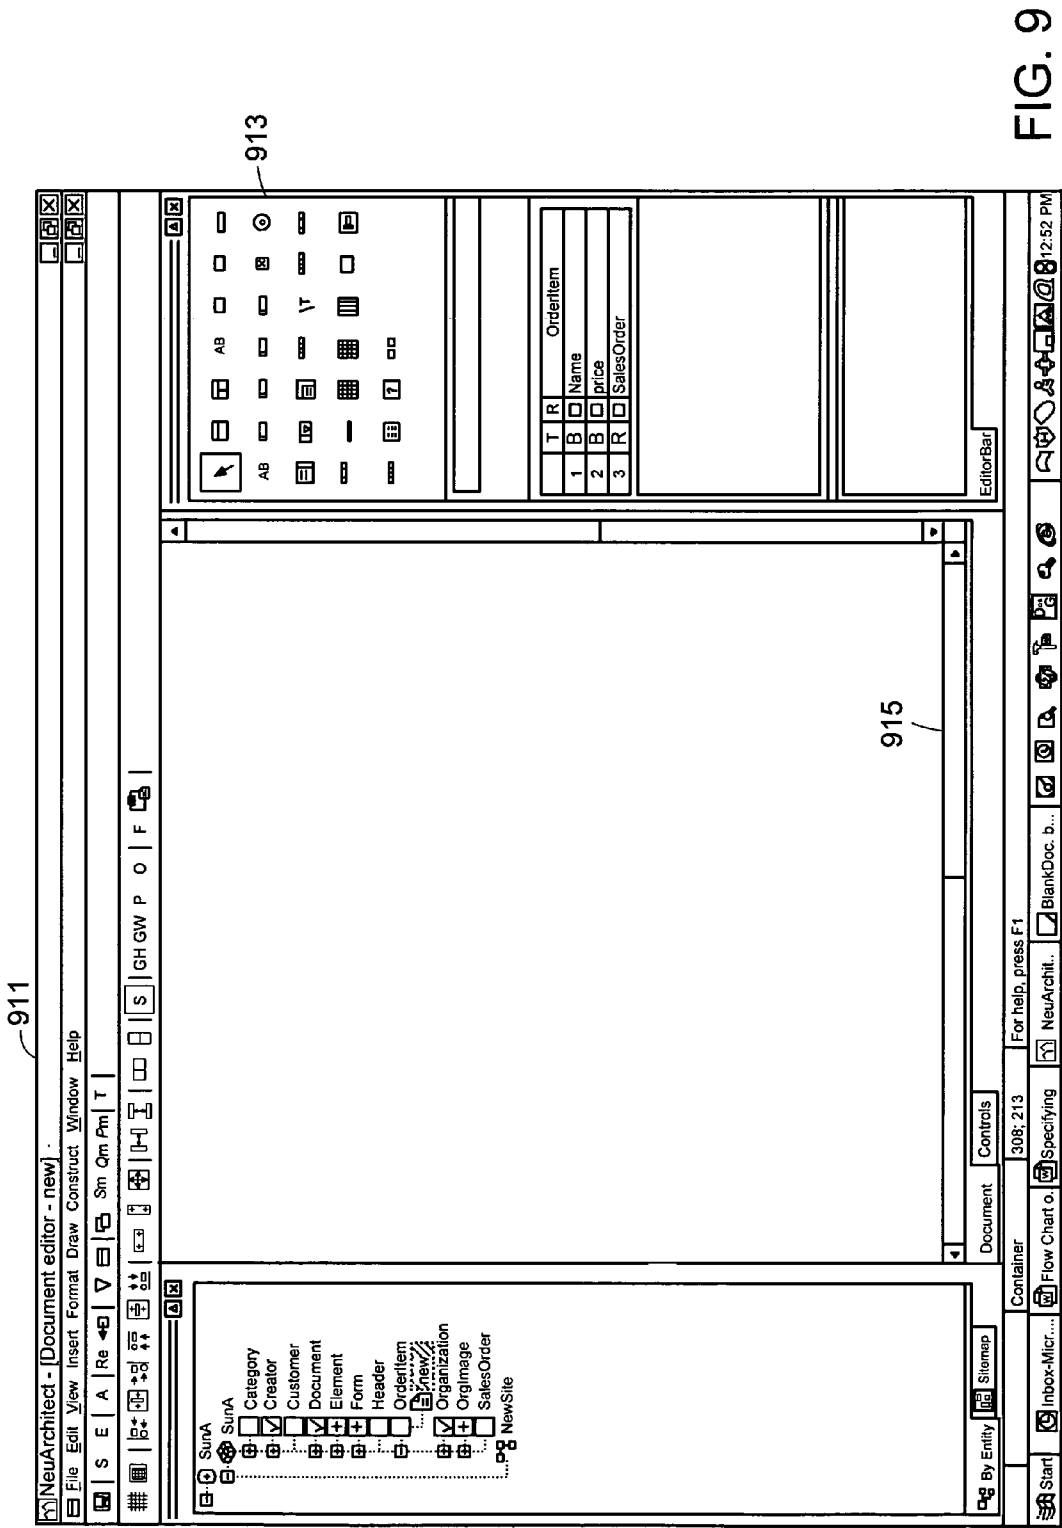 911
NeuArchitect - [Document editor - new]
File Edit View Insert Format Draw Construct Window Help
S E A Re Sm Qm Pm T
S GH GW P O F
SunA
SunA
Category
Creator
Customer
Document
Element
Form
Header
OrderItem
new
Organization
OrgImage
SalesOrder
NewSite
By Entity Sitemap
Document Controls
915
913
AB
AB
T R OrderItem
1 B Name
2 B price
3 R SalesOrder
EditorBar
Container 308; 213 For help, press F1
Start Inbox-Micr.... Flow Chart o. Specifying NeuArchit.. BlankDoc. b... 12:52 PM
FIG. 9